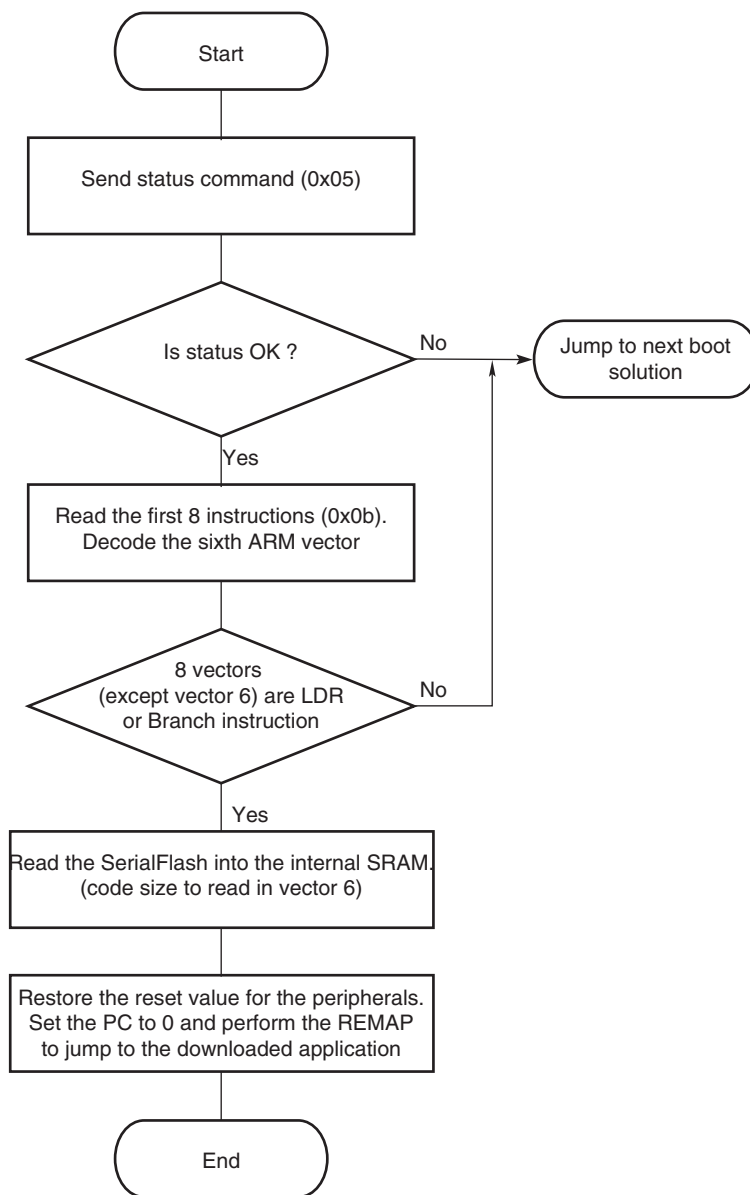 Start
Send status command (0x05)
Is status OK ?
No
Jump to next boot
solution
Yes
Read the first 8 instructions (0x0b).
Decode the sixth ARM vector
8 vectors
(except vector 6) are LDR
or Branch instruction
No
Yes
Read the SerialFlash into the internal SRAM.
(code size to read in vector 6)
Restore the reset value for the peripherals.
Set the PC to 0 and perform the REMAP
to jump to the downloaded application
End